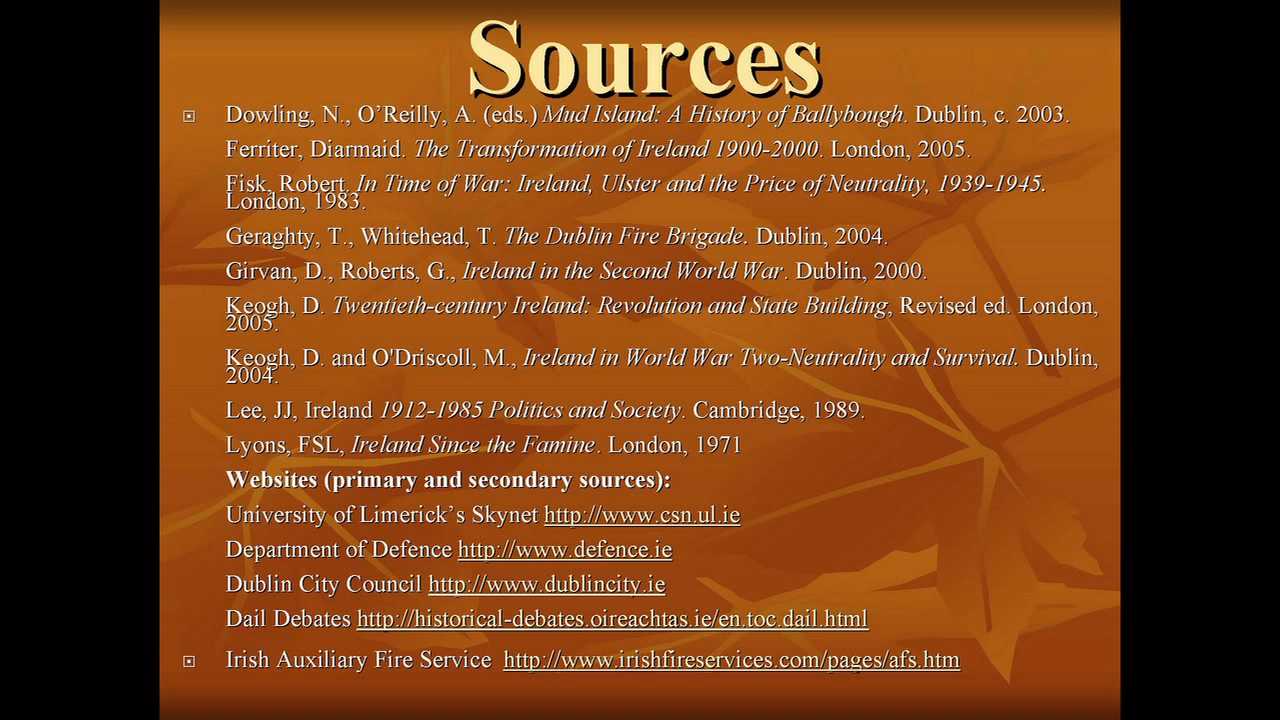 Sources
Dowling, N., O’Reilly, A. (eds.) Mud Island: A History of Ballybough. Dublin, c. 2003.
Ferriter, Diarmaid. The Transformation of Ireland 1900-2000. London, 2005.
Fisk, Robert. In Time of War: Ireland, Ulster and the Price of Neutrality, 1939-1945.
London, 1983.
Geraghty, T., Whitehead, T. The Dublin Fire Brigade. Dublin, 2004.
Girvan, D., Roberts, G., Ireland in the Second World War. Dublin, 2000.
Keogh, D. Twentieth-century Ireland: Revolution and State Building, Revised ed. London,
2005.
Keogh, D. and O'Driscoll, M., Ireland in World War Two-Neutrality and Survival. Dublin,
2004.
Lee, JJ, Ireland 1912-1985 Politics and Society. Cambridge, 1989.
Lyons, FSL, Ireland Since the Famine. London, 1971
Websites (primary and secondary sources):
University of Limerick’s Skynet http://www.csn.ul.ie
Department of Defence http://www.defence.ie
Dublin City Council http://www.dublincity.ie
Dail Debates http://historical-debates.oireachtas.ie/en.toc.dail.html
Irish Auxiliary Fire Service http://www.irishfireservices.com/pages/afs.htm